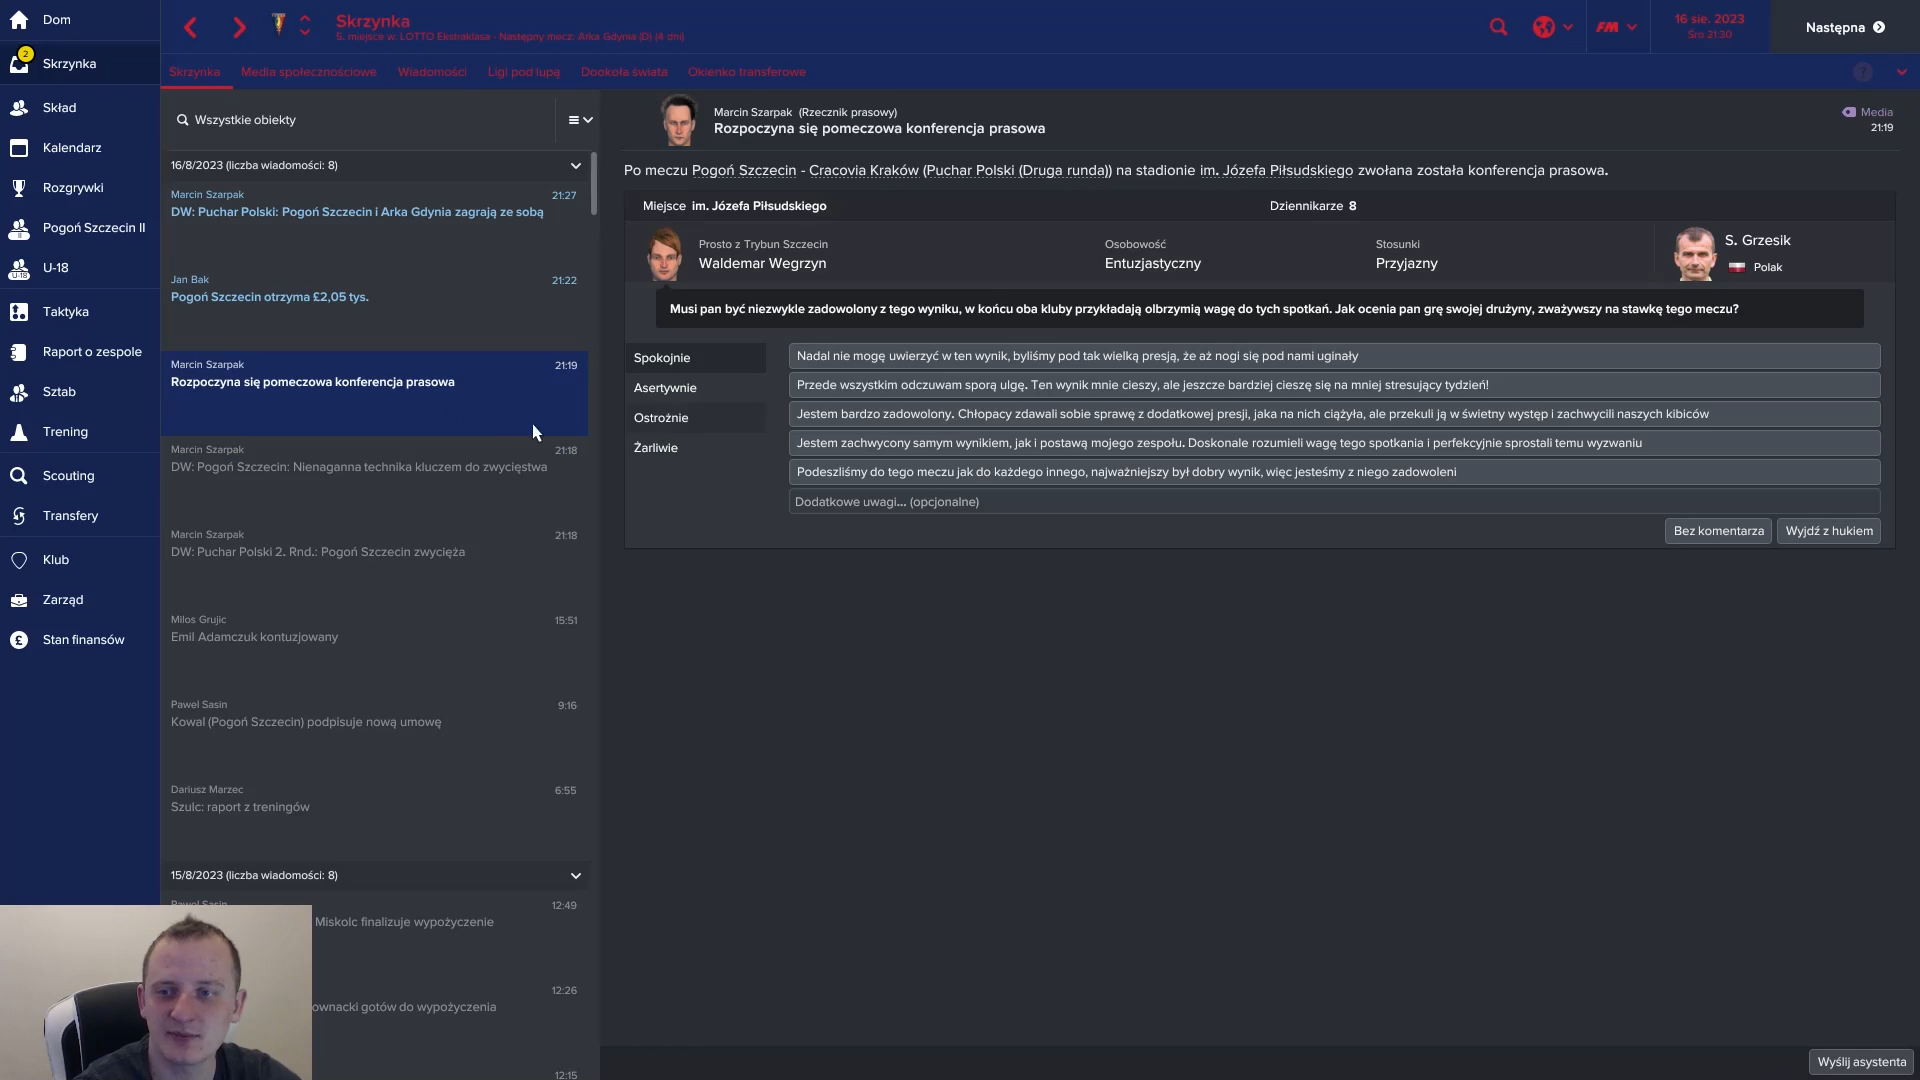 Dom
2
Skrzynka
Skład
Kalendarz
Rozgrywki
Pogoń Szczecin II
U-18
Taktyka
Raport o zespole
Sztab
Trening
Scouting
Transfery
Klub
Zarząd
Stan finansów
Skrzynka
5. miejsce w: LOTTO Ekstraklasa - Następny mecz: Arka Gdynia (D) (4 dni)
FM
16 sie. 2023
Śro 21:30
Następna
Skrzynka Media społecznościowe Wiadomości Ligi pod lupą Dookoła świata Okienko transferowe
?
Wszystkie obiekty
16/8/2023 (liczba wiadomości: 8)
Marcin Szarpak 21:27
DW: Puchar Polski: Pogoń Szczecin i Arka Gdynia zagrają ze sobą
Jan Bak 21:22
Pogoń Szczecin otrzyma £2,05 tys.
Marcin Szarpak 21:19
Rozpoczyna się pomeczowa konferencja prasowa
Marcin Szarpak 21:18
DW: Pogoń Szczecin: Nienaganna technika kluczem do zwycięstwa
Marcin Szarpak 21:18
DW: Puchar Polski 2. Rnd.: Pogoń Szczecin zwycięża
Milos Grujic 15:51
Emil Adamczuk kontuzjowany
Pawel Sasin 9:16
Kowal (Pogoń Szczecin) podpisuje nową umowę
Dariusz Marzec 6:55
Szulc: raport z treningów
15/8/2023 (liczba wiadomości: 8)
Pawel Sasin 12:49
Miskolc finalizuje wypożyczenie
12:26
ownacki gotów do wypożyczenia
12:15
Marcin Szarpak (Rzecznik prasowy)
Rozpoczyna się pomeczowa konferencja prasowa
Media
21:19
Po meczu Pogoń Szczecin - Cracovia Kraków (Puchar Polski (Druga runda)) na stadionie im. Józefa Piłsudskiego zwołana została konferencja prasowa.
Miejsce im. Józefa Piłsudskiego Dziennikarze 8
Prosto z Trybun Szczecin Osobowość Stosunki
Waldemar Wegrzyn Entuzjastyczny Przyjazny
S. Grzesik
Polak
Musi pan być niezwykle zadowolony z tego wyniku, w końcu oba kluby przykładają olbrzymią wagę do tych spotkań. Jak ocenia pan grę swojej drużyny, zważywszy na stawkę tego meczu?
Spokojnie
Asertywnie
Ostrożnie
Żarliwie
Nadal nie mogę uwierzyć w ten wynik, byliśmy pod tak wielką presją, że aż nogi się pod nami uginały
Przede wszystkim odczuwam sporą ulgę. Ten wynik mnie cieszy, ale jeszcze bardziej cieszę się na mniej stresujący tydzień!
Jestem bardzo zadowolony. Chłopacy zdawali sobie sprawę z dodatkowej presji, jaka na nich ciążyła, ale przekuli ją w świetny występ i zachwycili naszych kibiców
Jestem zachwycony samym wynikiem, jak i postawą mojego zespołu. Doskonale rozumieli wagę tego spotkania i perfekcyjnie sprostali temu wyzwaniu
Podeszliśmy do tego meczu jak do każdego innego, najważniejszy był dobry wynik, więc jesteśmy z niego zadowoleni
Dodatkowe uwagi... (opcjonalne)
Bez komentarza Wyjdź z hukiem
Wyślij asystenta